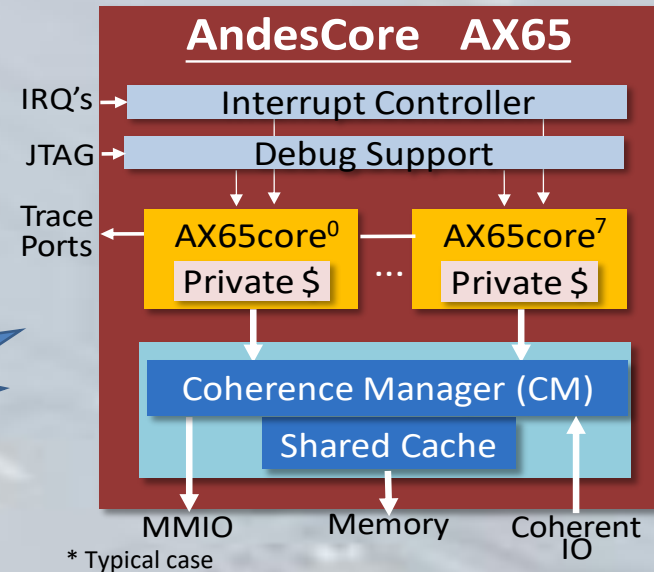 AndesCore AX65
IRQ's
Interrupt Controller
JTAG
Debug Support
Trace
Ports
AX65core⁰
AX65core⁷
Private $
...
Private $
Coherence Manager (CM)
Shared Cache
MMIO
Memory
Coherent
IO
* Typical case